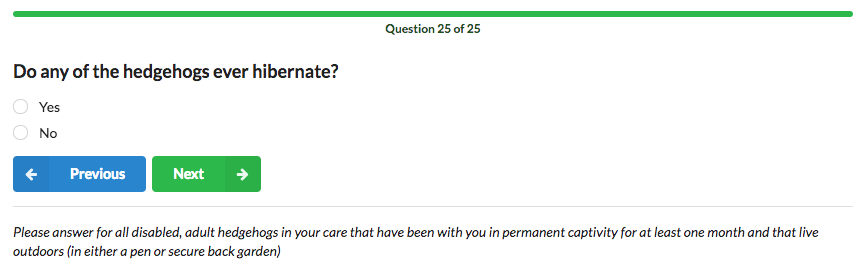 Question 25 of 25
Do any of the hedgehogs ever hibernate?
Yes
No
Previous Next
Please answer for all disabled, adult hedgehogs in your care that have been with you in permanent captivity for at least one month and that live
outdoors (in either a pen or secure back garden)